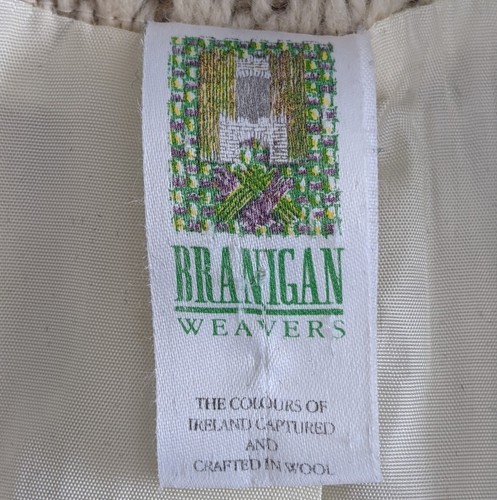 BRANIGAN
WEAVERS
THE COLOURS OF
IRELAND CAPTURED
AND
CRAFTED IN WOOL